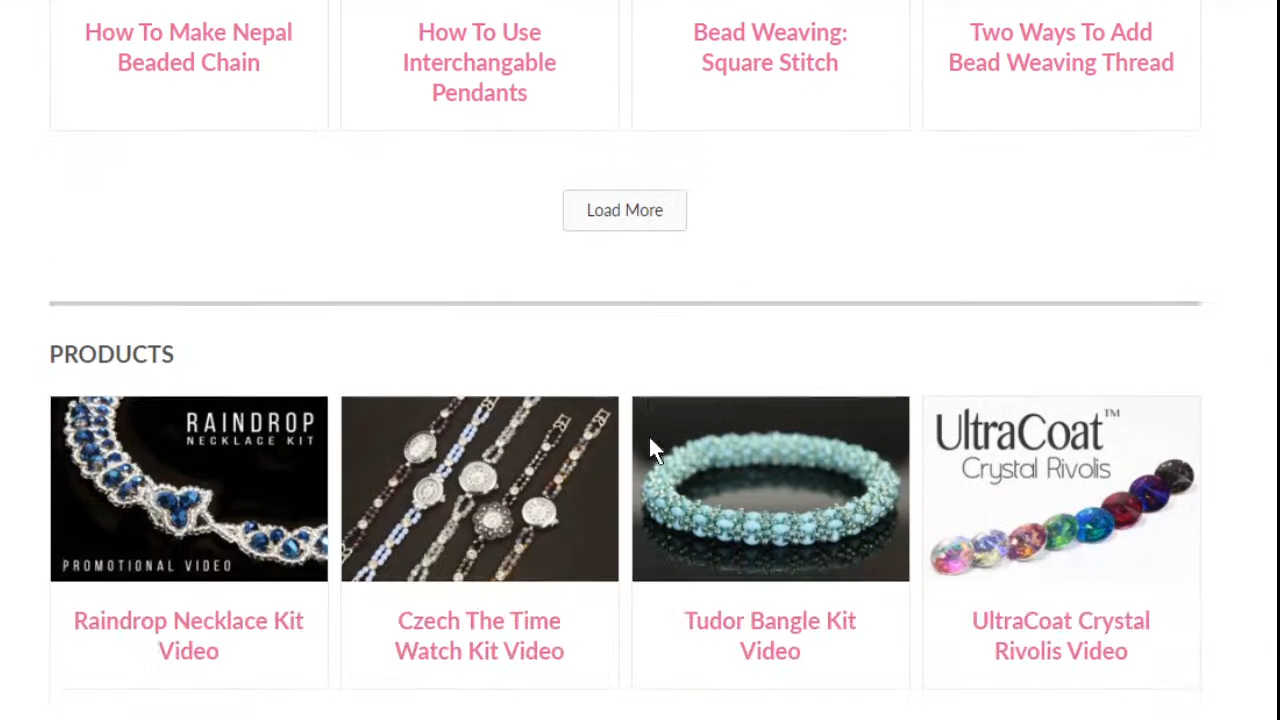 How To Make Nepal
Beaded Chain
How To Use
Interchangable
Pendants
Bead Weaving:
Square Stitch
Two Ways To Add
Bead Weaving Thread
Load More
PRODUCTS
RAINDROP
NECKLACE KIT
PROMOTIONAL VIDEO
UltraCoat™
Crystal Rivolis
Raindrop Necklace Kit
Video
Czech The Time
Watch Kit Video
Tudor Bangle Kit
Video
UltraCoat Crystal
Rivolis Video